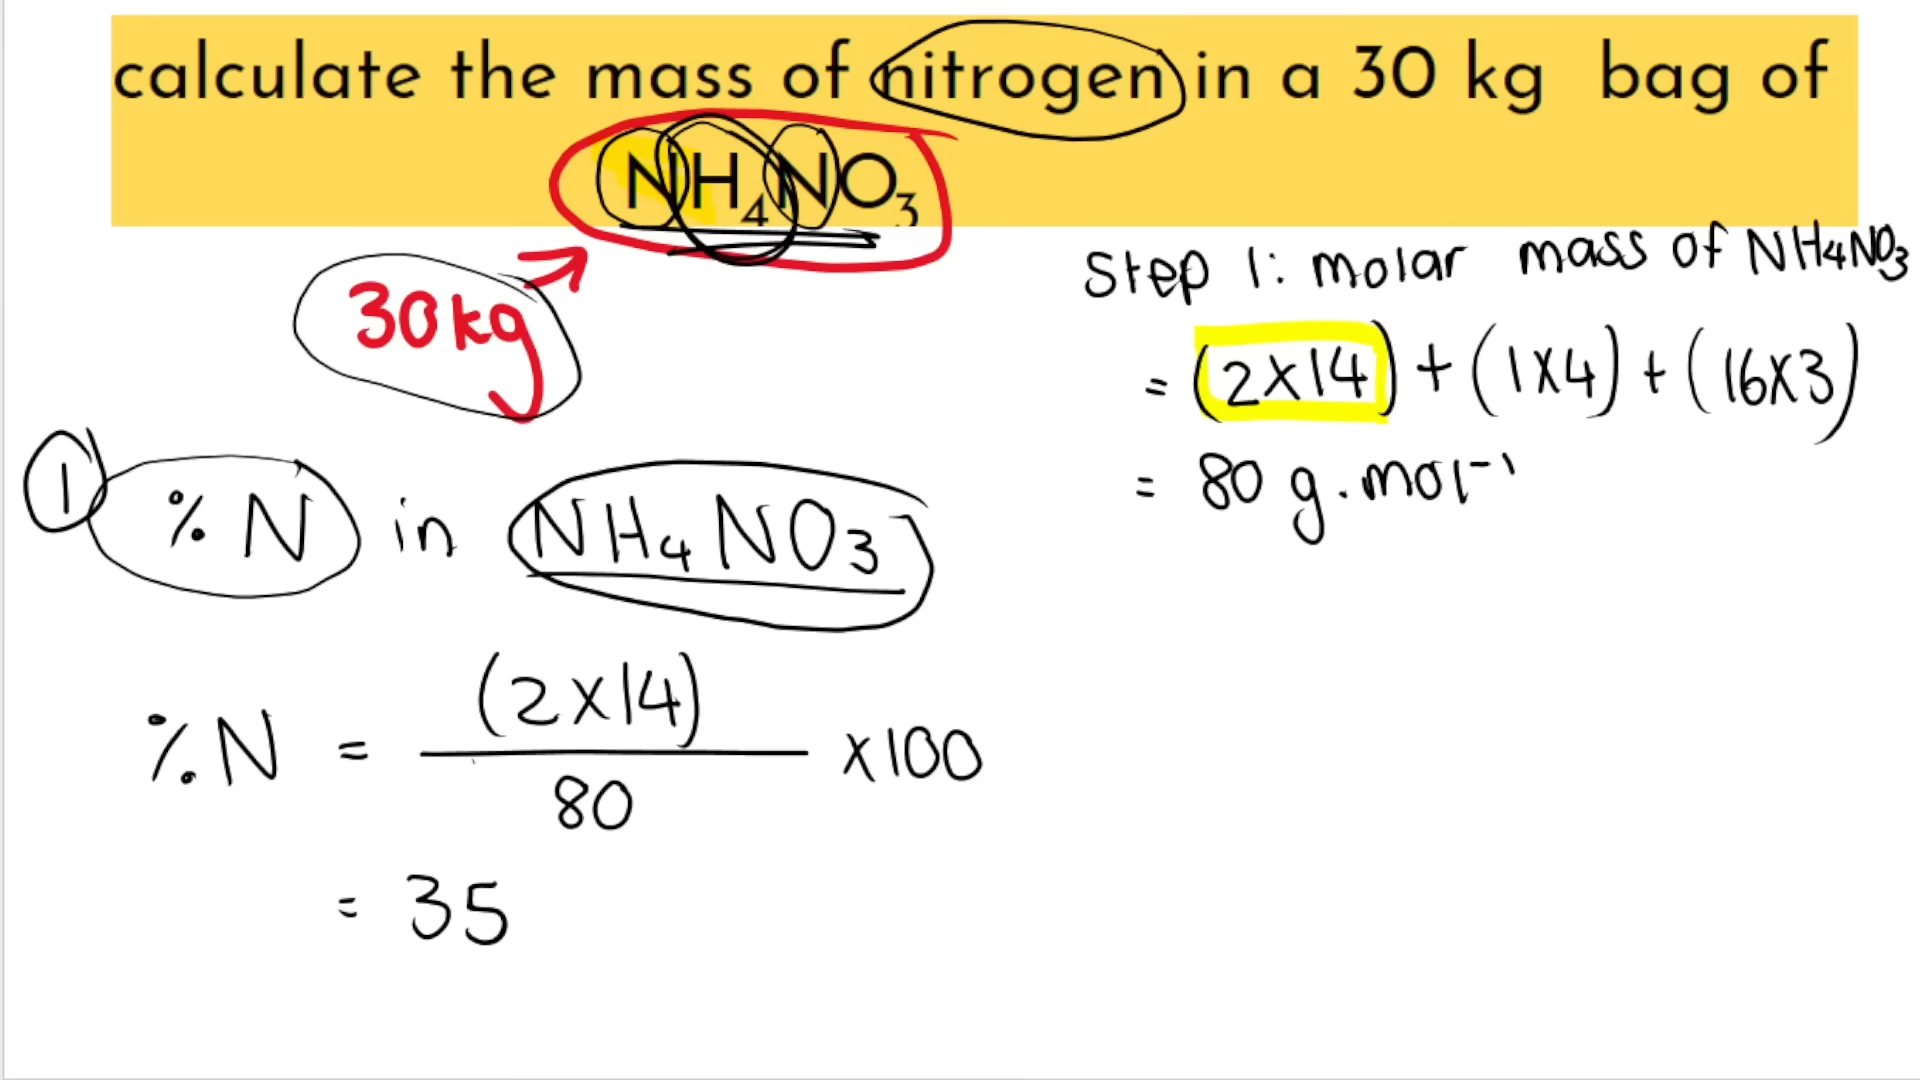 calculate the mass of nitrogen in a 30 kg bag of
NH₄NO₃
30kg
Step 1: molar mass of NH4NO3
= (2x14) + (1x4) + (16x3)
= 80 g.mol⁻¹
① % N in NH4NO3
%N = (2x14) / 80 x100
= 35